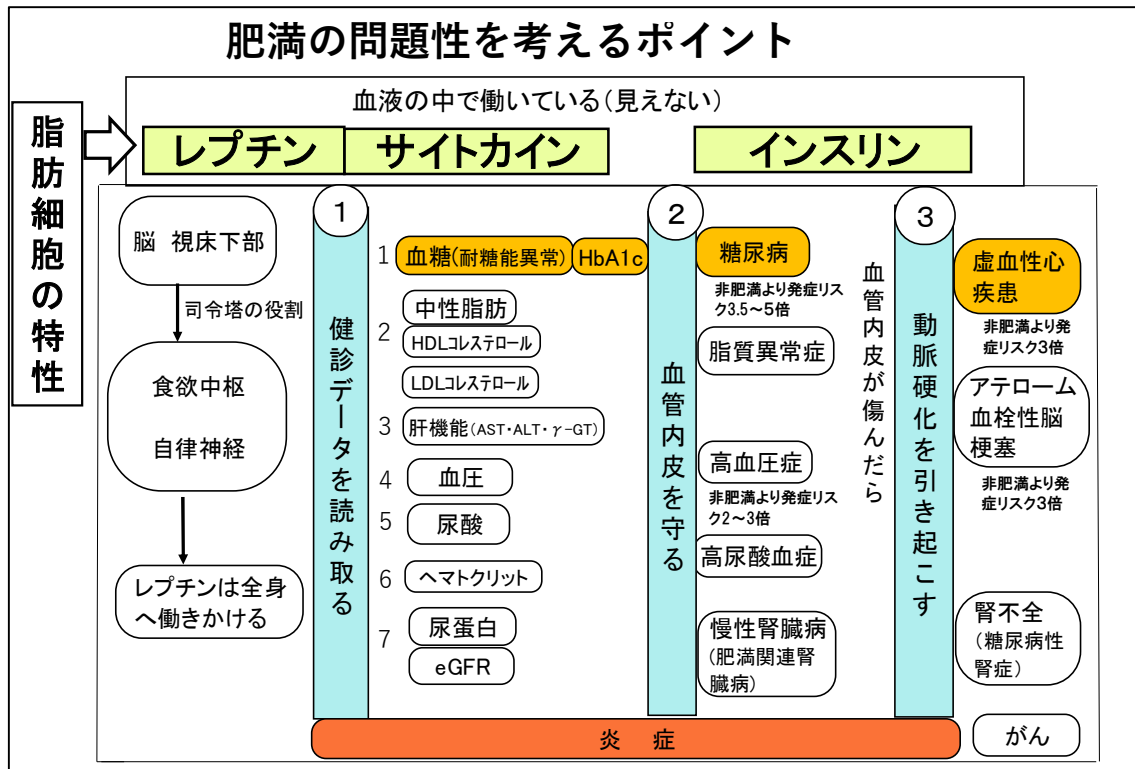 肥満の問題性を考えるポイント
脂肪細胞の特性
血液の中で働いている(見えない)
レプチン
サイトカイン
インスリン
脳 視床下部
司令塔の役割
食欲中枢
自律神経
レプチンは全身
へ働きかける
1
健診データを読み取る
1
血糖(耐糖能異常)
HbA1c
2
中性脂肪
HDLコレステロール
LDLコレステロール
3
肝機能(AST・ALT・γ-GT)
4
血圧
5
尿酸
6
ヘマトクリット
7
尿蛋白
eGFR
2
血管内皮を守る
糖尿病
非肥満より発症リス
ク3.5~5倍
脂質異常症
高血圧症
非肥満より発症リス
ク2~3倍
高尿酸血症
慢性腎臓病
(肥満関連腎
臓病)
血管内皮が傷んだら
3
動脈硬化を引き起こす
虚血性心
疾患
非肥満より発
症リスク3倍
アテローム
血栓性脳
梗塞
非肥満より発
症リスク3倍
腎不全
(糖尿病性
腎症)
がん
炎 症